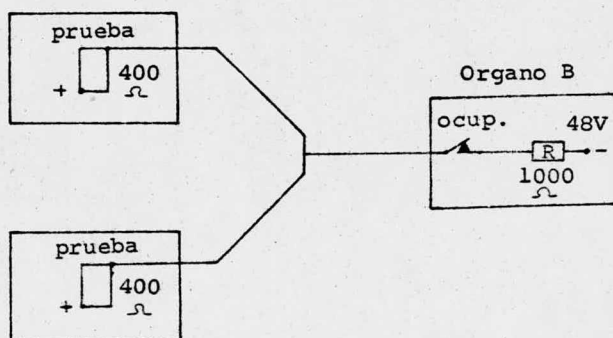 prueba
400
+
Ω
Organo B
ocup.
48V
R
-
1000
Ω
prueba
400
+
Ω